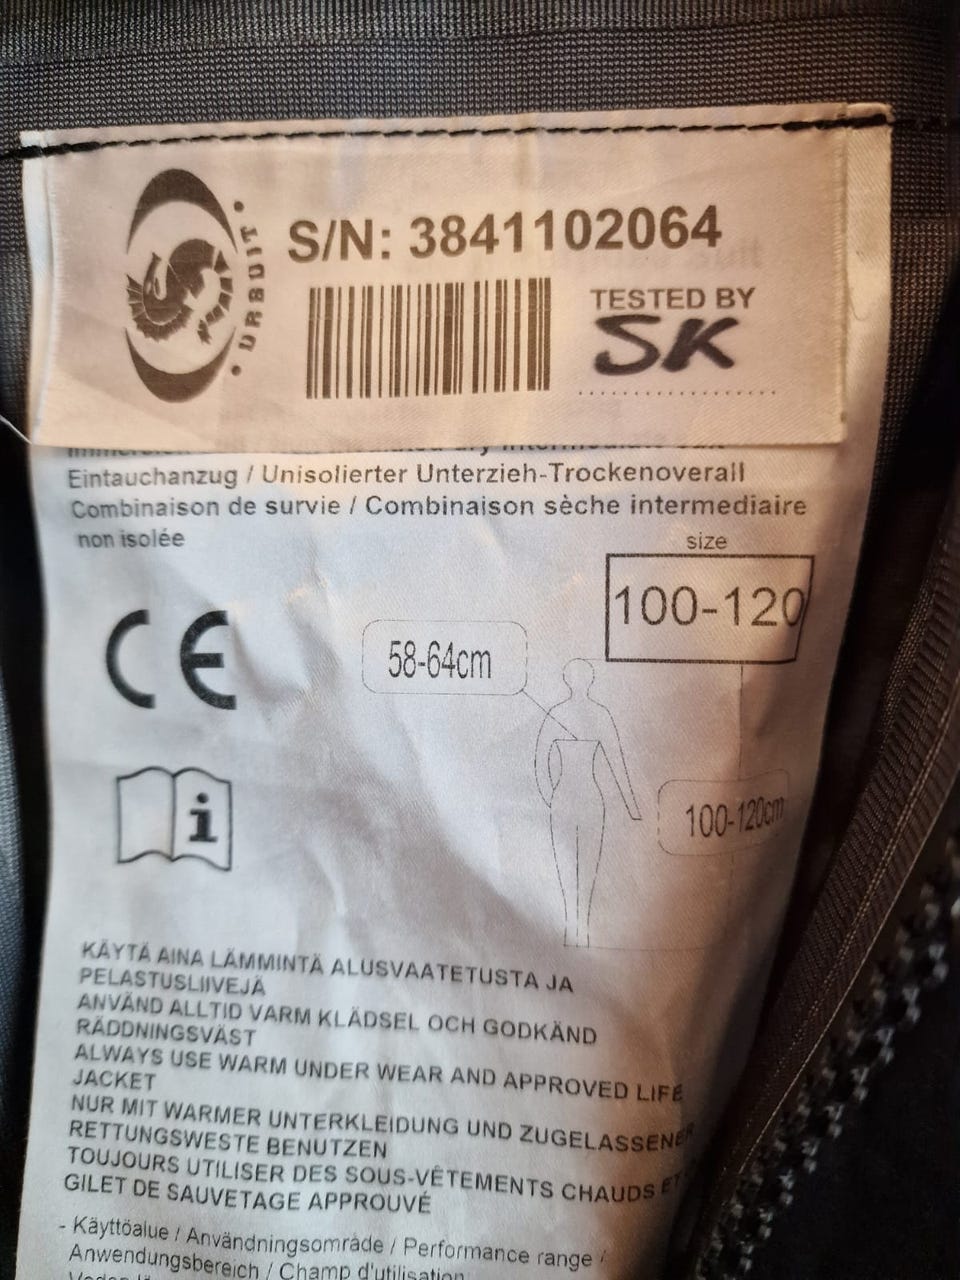 • URSUIT •
S/N: 3841102064
TESTED BY
SK
Eintauchanzug / Unisolierter Unterzieh-Trockenoverall
Combinaison de survie / Combinaison sèche intermediaire
non isolée
size
100-120
CE
58-64cm
i
100-120cm
KÄYTÄ AINA LÄMMINTÄ ALUSVAATETUSTA JA
PELASTUSLIIVEJÄ
ANVÄND ALLTID VARM KLÄDSEL OCH GODKÄND
RÄDDNINGSVÄST
ALWAYS USE WARM UNDER WEAR AND APPROVED LIFE
JACKET
NUR MIT WARMER UNTERKLEIDUNG UND ZUGELASSENER
RETTUNGSWESTE BENUTZEN
TOUJOURS UTILISER DES SOUS-VÊTEMENTS CHAUDS ET
GILET DE SAUVETAGE APPROUVÉ
- Käyttöalue / Användningsområde / Performance range /
Anwendungsbereich / Champ d'utilisation